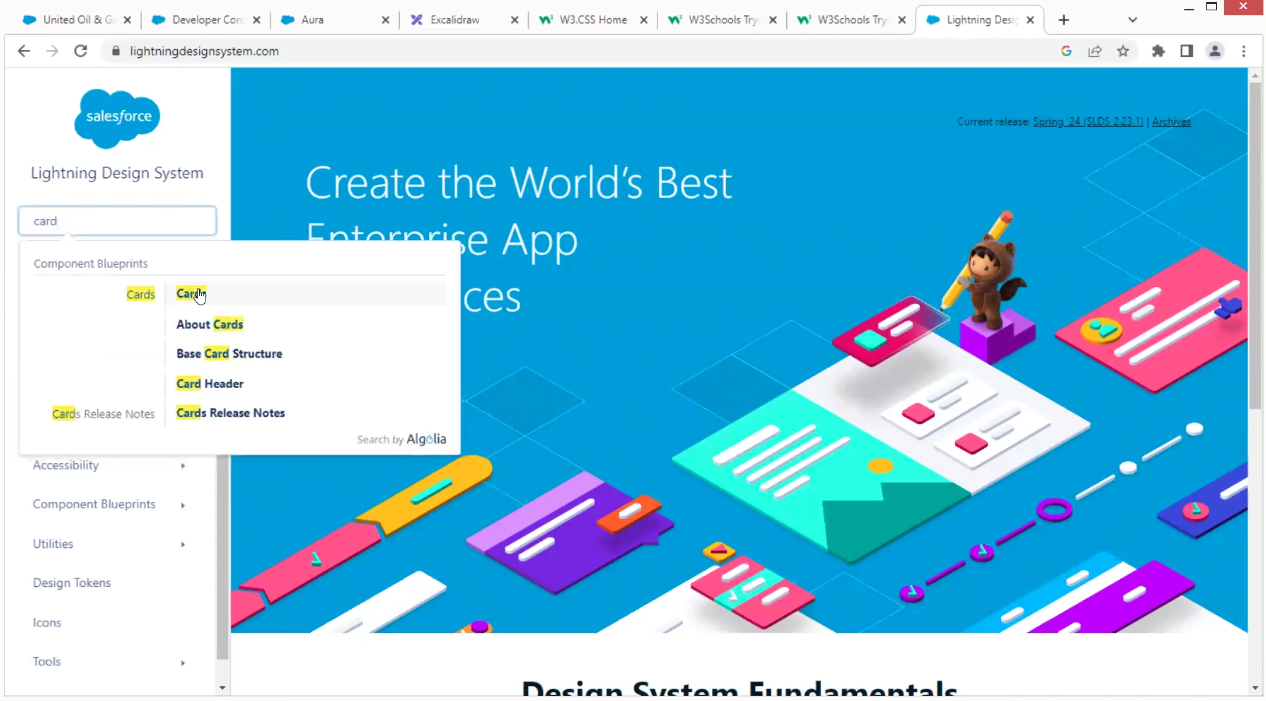 United Oil & G
Developer Con
Aura
Excalidraw
W3.CSS Home
W3Schools Try
W3Schools Try
Lightning Desig
lightningdesignsystem.com
salesforce
Lightning Design System
card
Component Blueprints
Cards
Cards
About Cards
Base Card Structure
Card Header
Cards Release Notes
Cards Release Notes
Search by Algolia
Accessibility
Component Blueprints
Utilities
Design Tokens
Icons
Tools
Current release: Spring '24 (SLDS 2.23.1) | Archives
Create the World's Best
Enterprise App
ces
Design System Fundamentals